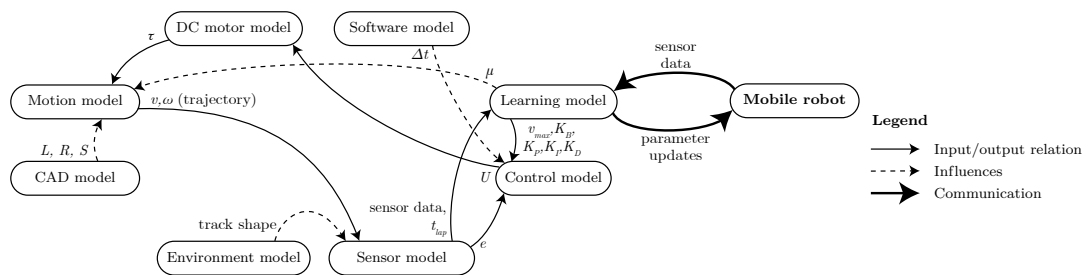 DC motor model
Software model
τ
Δt
sensor
data
μ
Motion model
v,ω (trajectory)
Learning model
Mobile robot
v_max,K_B,
K_P,K_I,K_D
parameter
updates
L, R, S
CAD model
U
Control model
sensor data,
t_lap
e
track shape
Environment model
Sensor model
Legend
Input/output relation
Influences
Communication